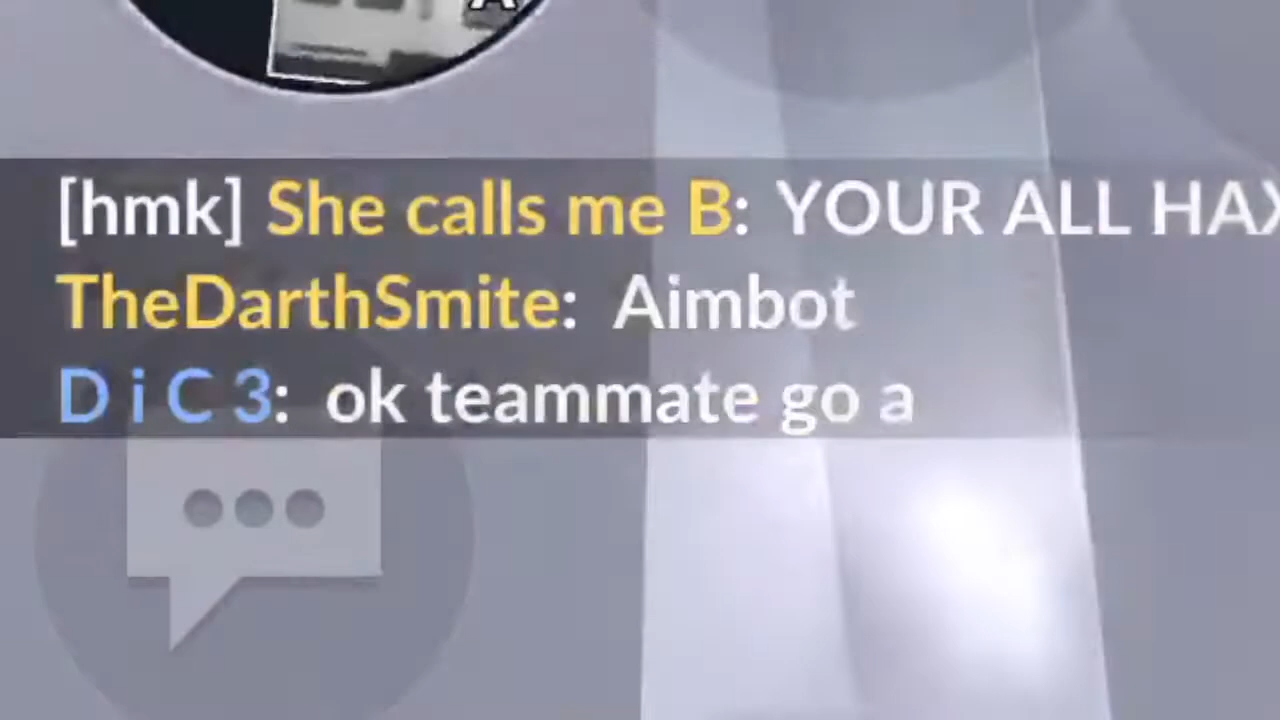 A
[hmk] She calls me B: YOUR ALL HAX
TheDarthSmite: Aimbot
D i C 3: ok teammate go a